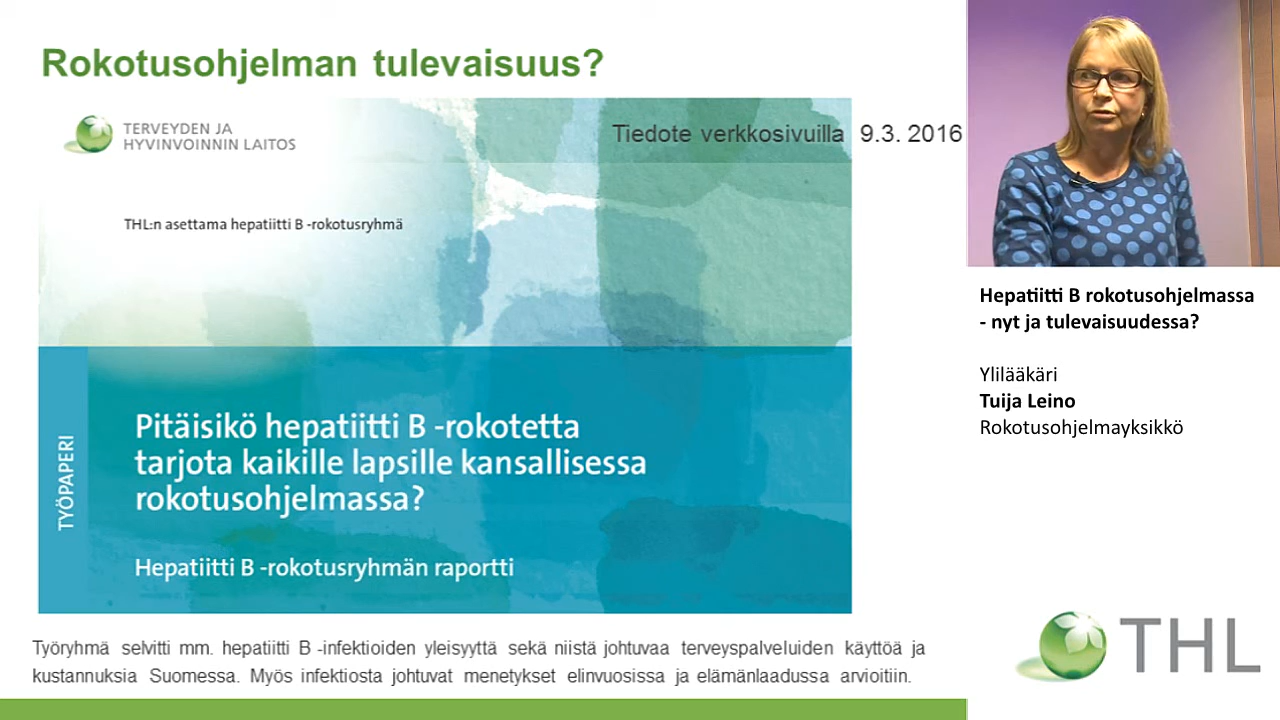 Rokotusohjelman tulevaisuus?
TERVEYDEN JA
HYVINVOINNIN LAITOS
Tiedote verkkosivuilla 9.3. 2016
THL:n asettama hepatiitti B -rokotusryhmä
TYÖPAPERI
Pitäisikö hepatiitti B -rokotetta
tarjota kaikille lapsille kansallisessa
rokotusohjelmassa?
Hepatiitti B -rokotusryhmän raportti
Työryhmä selvitti mm. hepatiitti B -infektioiden yleisyyttä sekä niistä johtuvaa terveyspalveluiden käyttöä ja
kustannuksia Suomessa. Myös infektiosta johtuvat menetykset elinvuosissa ja elämänlaadussa arvioitiin.
Hepatiitti B rokotusohjelmassa
- nyt ja tulevaisuudessa?
Ylilääkäri
Tuija Leino
Rokotusohjelmayksikkö
THL